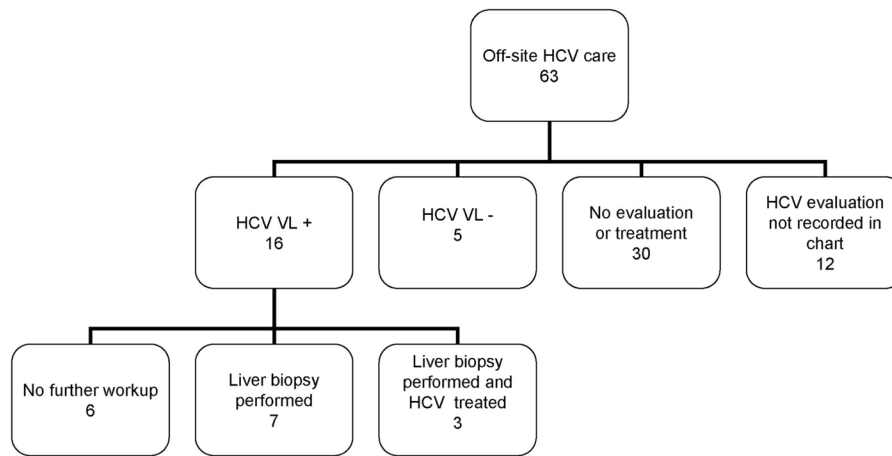 Off-site HCV care
63
HCV VL +
16
HCV VL -
5
No evaluation
or treatment
30
HCV evaluation
not recorded in
chart
12
No further workup
6
Liver biopsy
performed
7
Liver biopsy
performed and
HCV treated
3